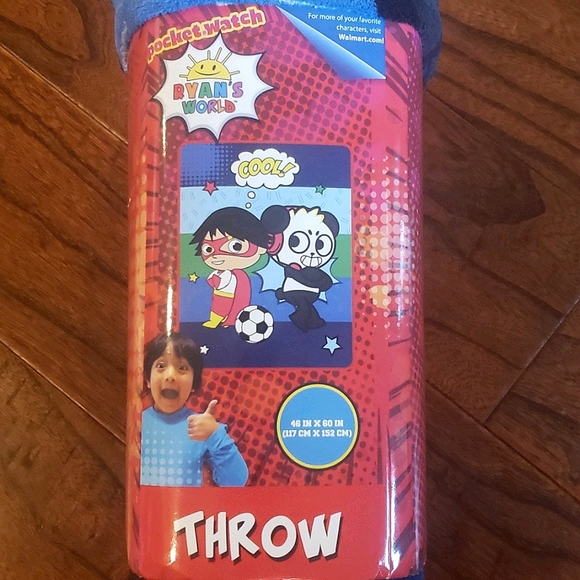 pocket.watch
For more of your favorite
characters, visit
Walmart.com!
RYAN'S
WORLD
COOL!
46 IN X 60 IN
(117 CM X 152 CM)
THROW